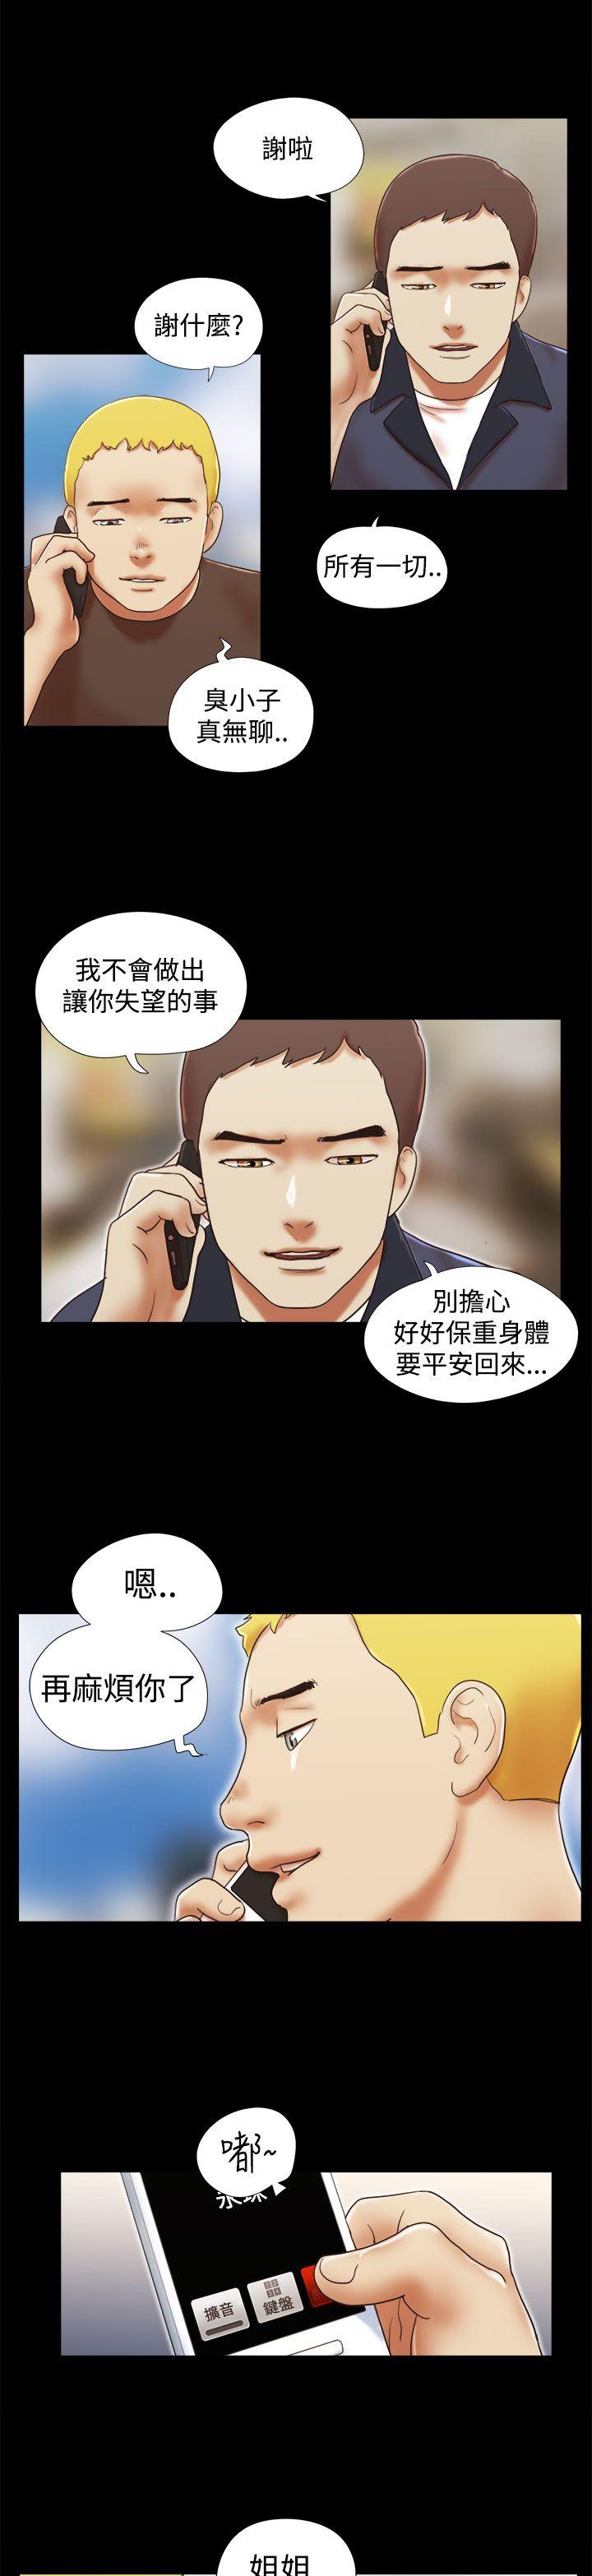 謝啦
謝什麼?
所有一切..
臭小子
真無聊..
我不會做出
讓你失望的事
別擔心
好好保重身體
要平安回來...
嗯..
再麻煩你了
嘟~
擴音
鍵盤
姐姐